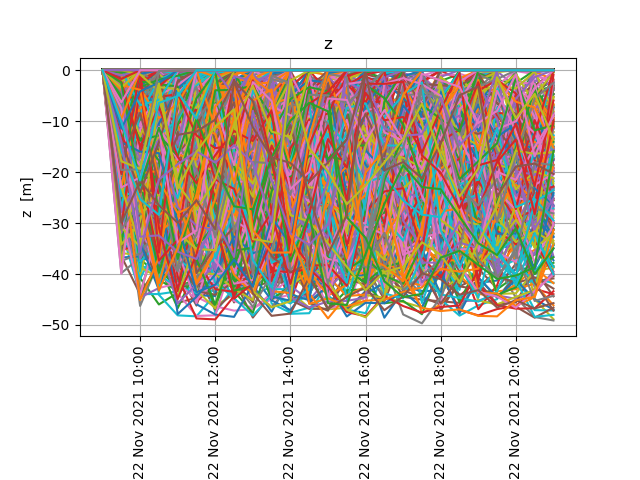 z
z [m]
0
−10
−20
−30
−40
−50
22 Nov 2021 10:00
22 Nov 2021 12:00
22 Nov 2021 14:00
22 Nov 2021 16:00
22 Nov 2021 18:00
22 Nov 2021 20:00